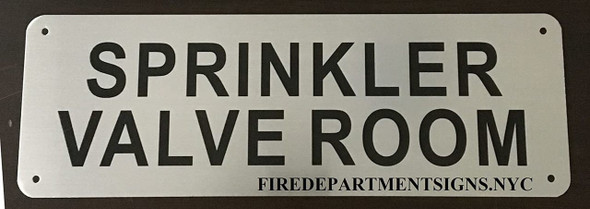 SPRINKLER
VALVE ROOM
FIREDEPARTMENTSIGNS.NYC